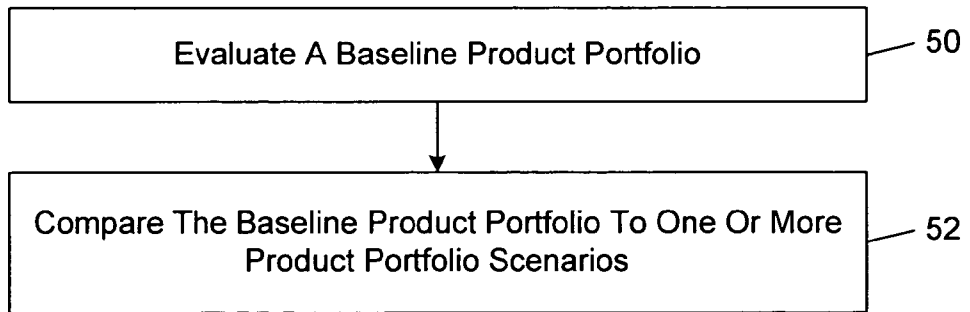 Evaluate A Baseline Product Portfolio
50
Compare The Baseline Product Portfolio To One Or More
Product Portfolio Scenarios
52